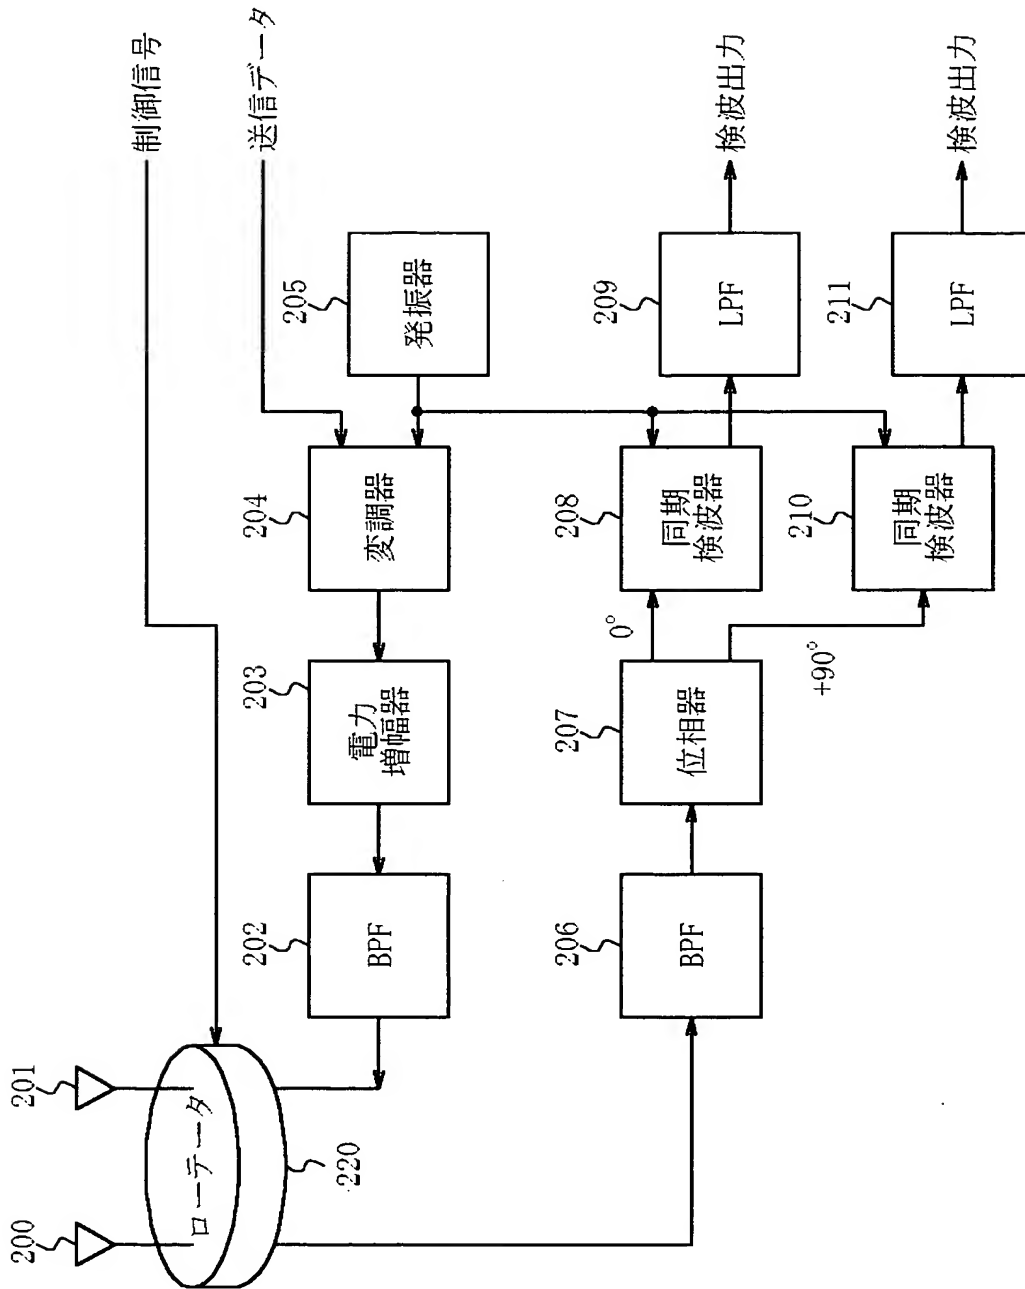 制御信号
送信データ
201
200
ローテータ
220
202
BPF
203
電力
増幅器
204
変調器
205
発振器
206
BPF
207
位相器
0°
+90°
208
同期
検波器
209
LPF
検波出力
210
同期
検波器
211
LPF
検波出力